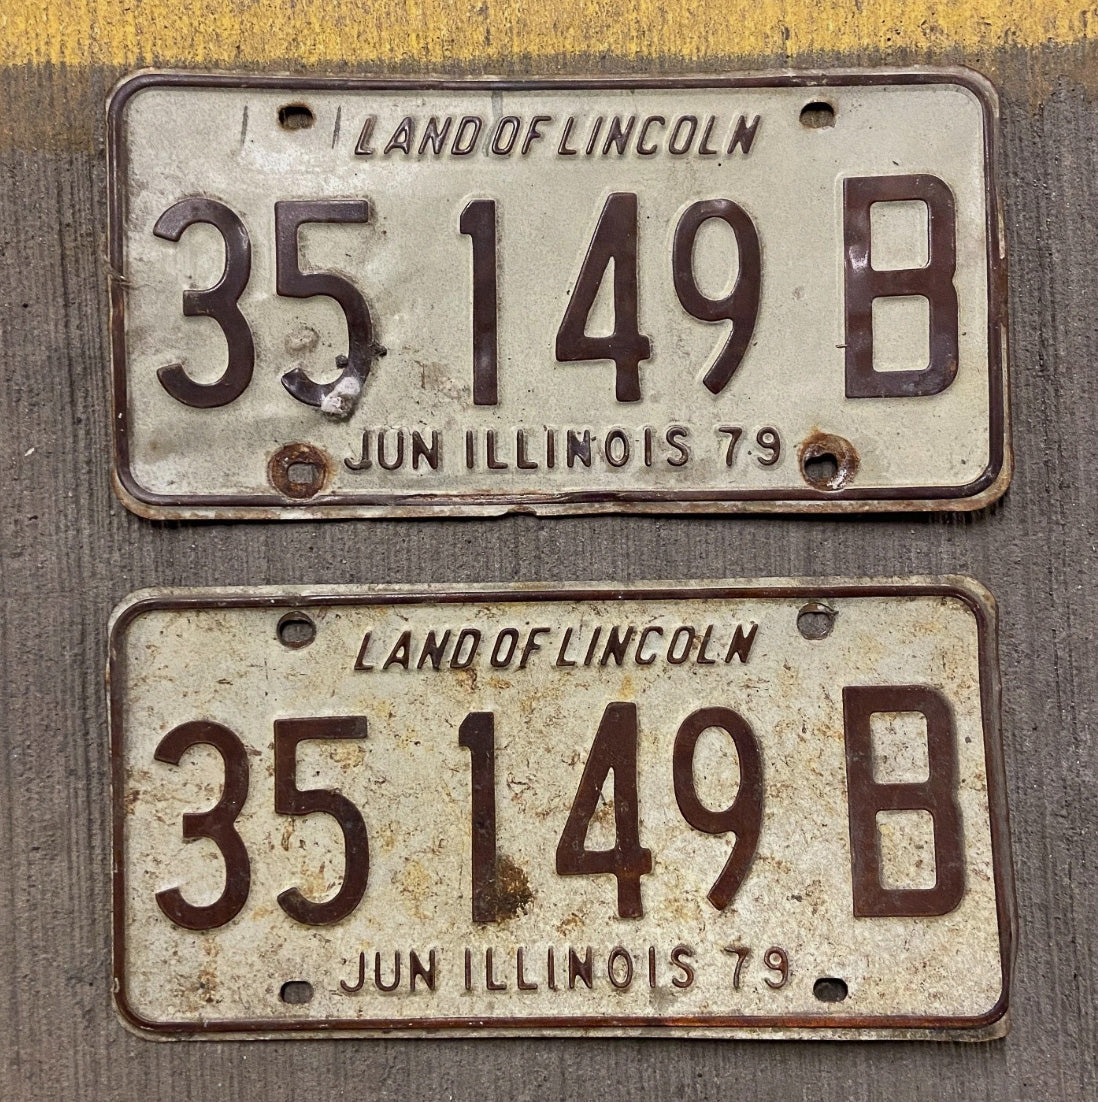 LAND OF LINCOLN
35 149 B
JUN ILLINOIS 79
LAND OF LINCOLN
35 149 B
JUN ILLINOIS 79